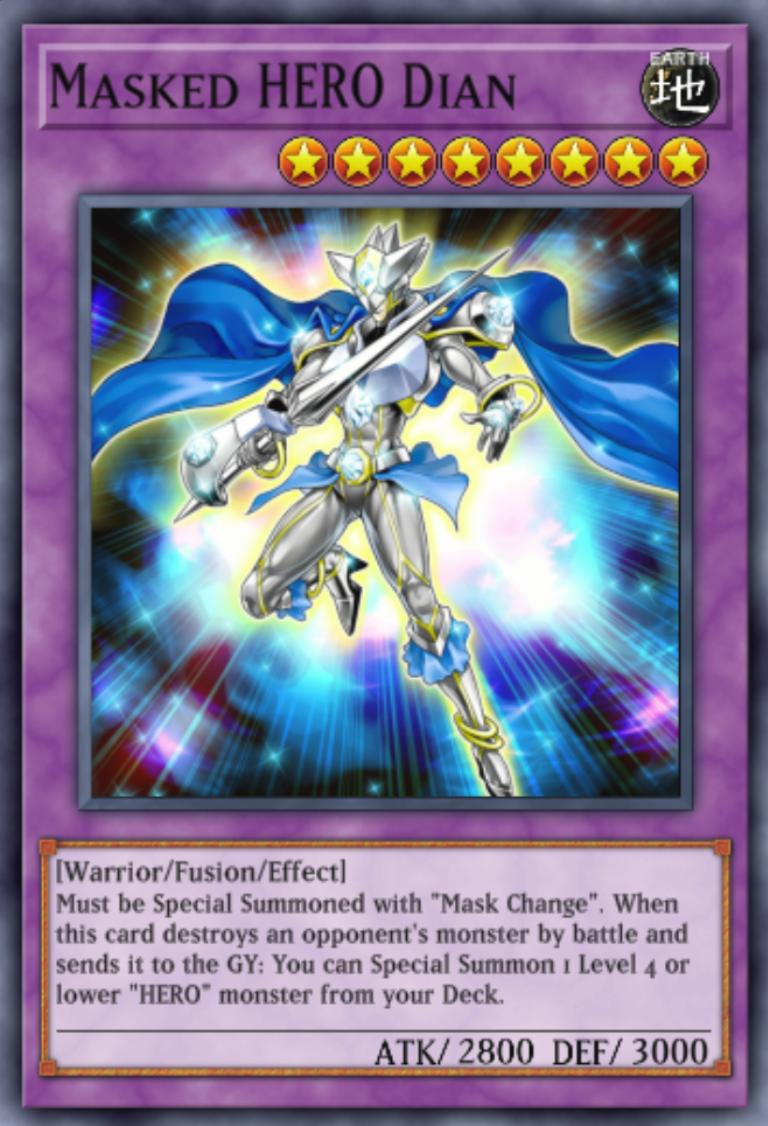 Masked HERO Dian
EARTH
地
[Warrior/Fusion/Effect]
Must be Special Summoned with "Mask Change". When
this card destroys an opponent's monster by battle and
sends it to the GY: You can Special Summon 1 Level 4 or
lower "HERO" monster from your Deck.
ATK/ 2800 DEF/ 3000